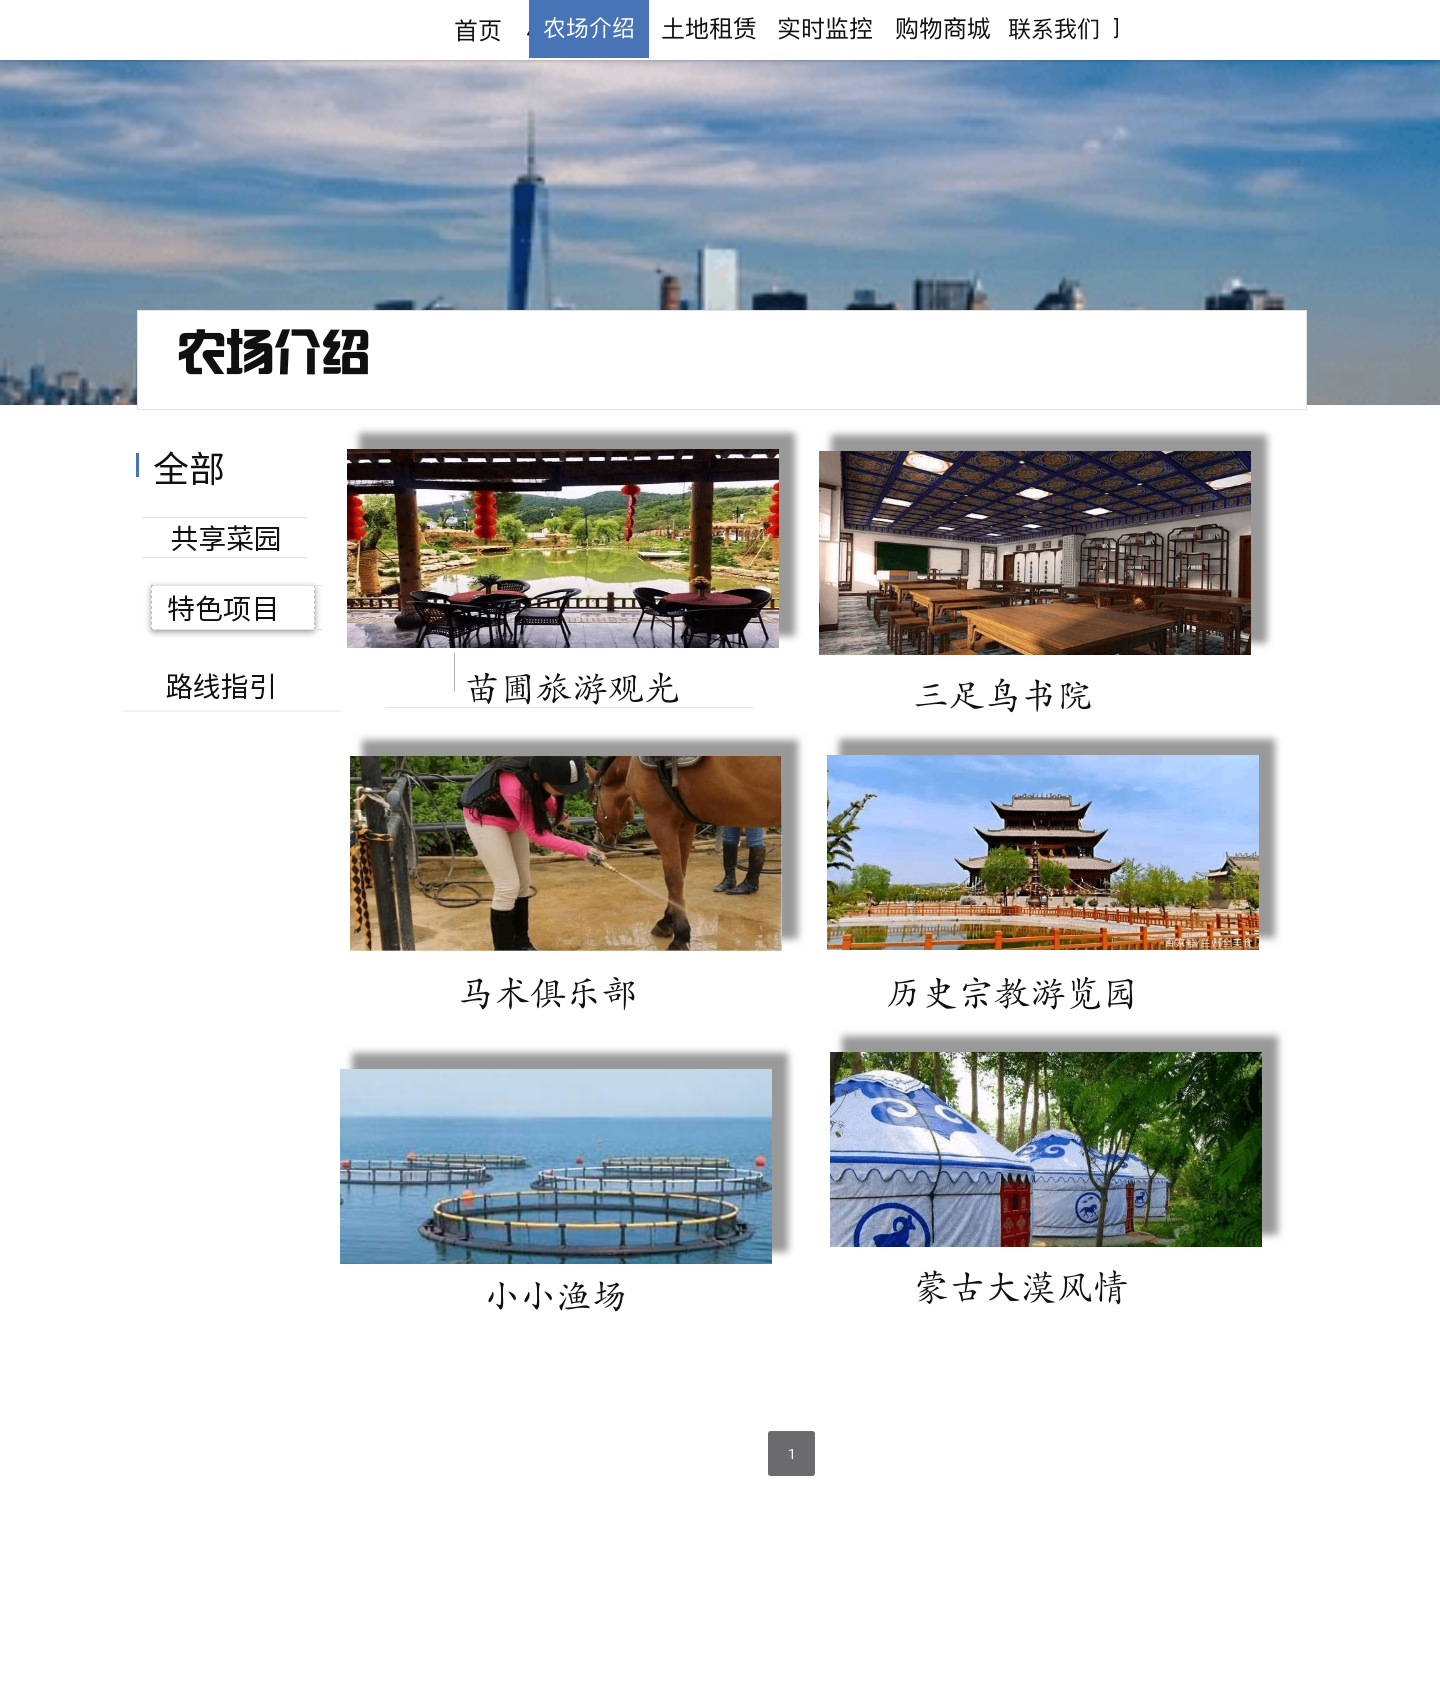 首页 农场介绍 土地租赁 实时监控 购物商城 联系我们
农场介绍
全部
共享菜园
特色项目
路线指引
苗圃旅游观光
三足鸟书院
马术俱乐部
历史宗教游览园
小小渔场
蒙古大漠风情
1